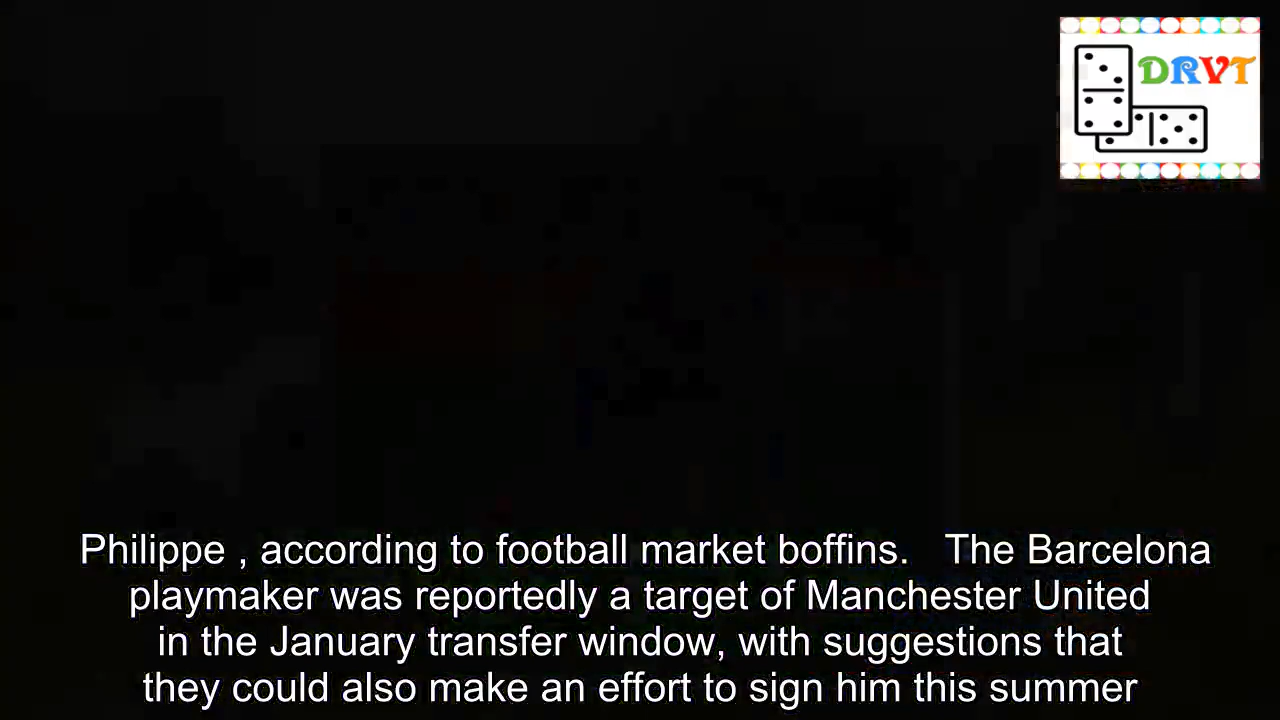 DRVT
Philippe , according to football market boffins.   The Barcelona
playmaker was reportedly a target of Manchester United
in the January transfer window, with suggestions that
they could also make an effort to sign him this summer